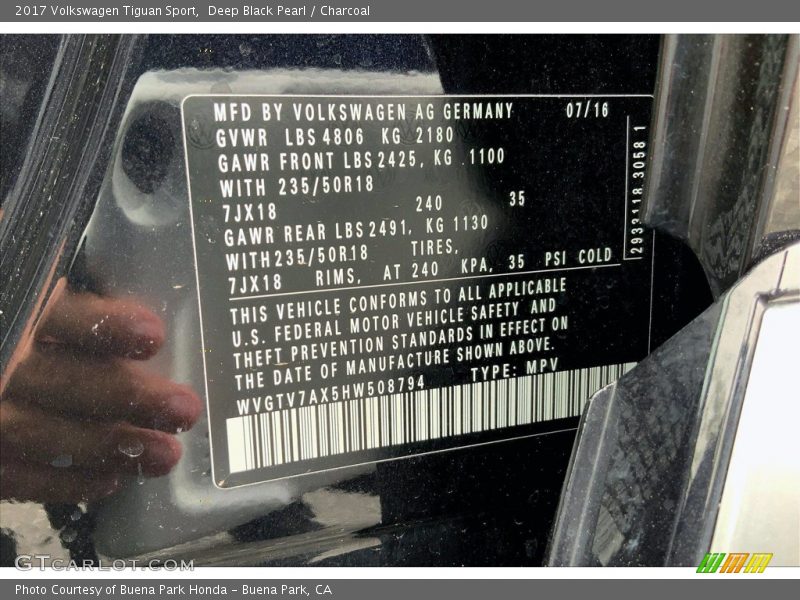 2017 Volkswagen Tiguan Sport,  Deep Black Pearl / Charcoal
MFD BY VOLKSWAGEN AG GERMANY 07/16
GVWR LBS 4806 KG 2180
GAWR FRONT LBS 2425, KG 1100
WITH 235/50R18
7JX18 240 35
GAWR REAR LBS 2491, KG 1130
WITH 235/50R18 TIRES,
7JX18 RIMS, AT 240 KPA, 35 PSI COLD
THIS VEHICLE CONFORMS TO ALL APPLICABLE
U.S. FEDERAL MOTOR VEHICLE SAFETY AND
THEFT PREVENTION STANDARDS IN EFFECT ON
THE DATE OF MANUFACTURE SHOWN ABOVE.
WVGTV7AX5HW508794 TYPE: MPV
GTcarlot.com
Photo Courtesy of Buena Park Honda - Buena Park, CA